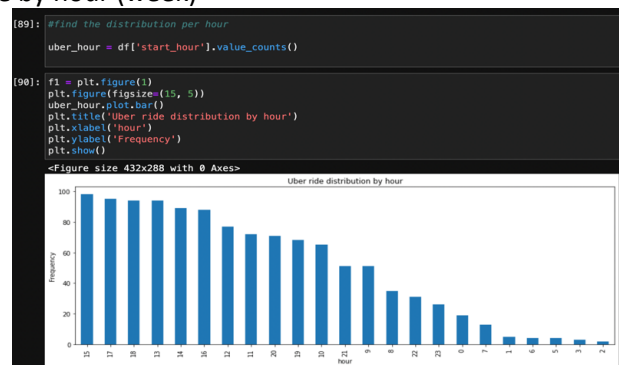 s by hour (week)
[89]: #find the distribution per hour
uber_hour = df['start_hour'].value_counts()
[90]: f1 = plt.figure(1)
plt.figure(figsize=(15, 5))
uber_hour.plot.bar()
plt.title('Uber ride distribution by hour')
plt.xlabel('hour')
plt.ylabel('Frequency')
plt.show()
<Figure size 432x288 with 0 Axes>
Uber ride distribution by hour
100
80
60
40
20
0
Frequency
15 17 18 13 14 16 12 11 20 19 10 21 9 8 22 23 0 7 1 6 5 3 2
hour